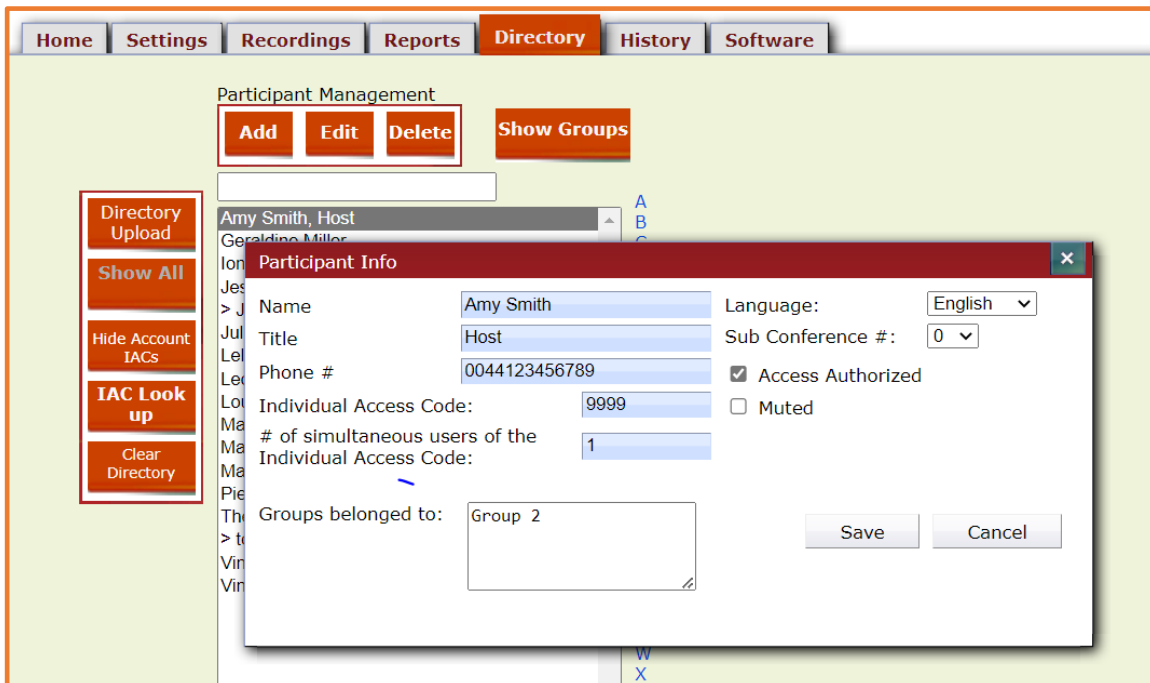 Home Settings Recordings Reports Directory History Software
Participant Management
Add Edit Delete Show Groups
Directory
Upload
Show All
Hide Account
IACs
IAC Look
up
Clear
Directory
Amy Smith, Host
Geraldine Miller
A
B
Participant Info
Name Amy Smith Language: English
Title Host Sub Conference #: 0
Phone # 0044123456789 Access Authorized
Individual Access Code: 9999 Muted
# of simultaneous users of the
Individual Access Code: 1
Groups belonged to: Group 2
Save Cancel
W
X